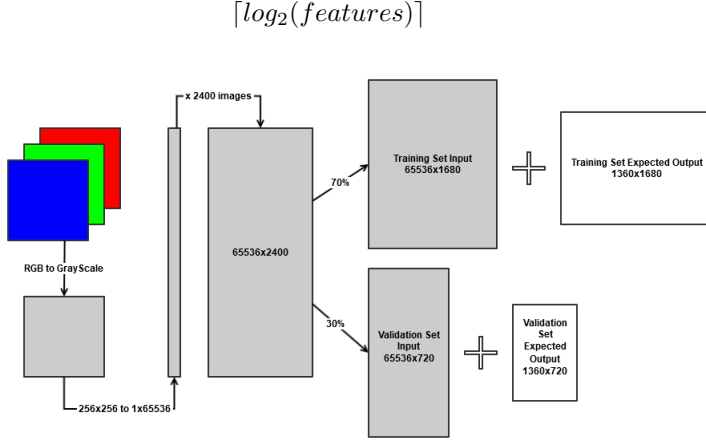 ⌈log₂(features)⌉
x 2400 images
Training Set Input
65536x1680
Training Set Expected Output
1360x1680
70%
65536x2400
RGB to GrayScale
30%
Validation Set
Input
65536x720
Validation
Set
Expected
Output
1360x720
256x256 to 1x65536